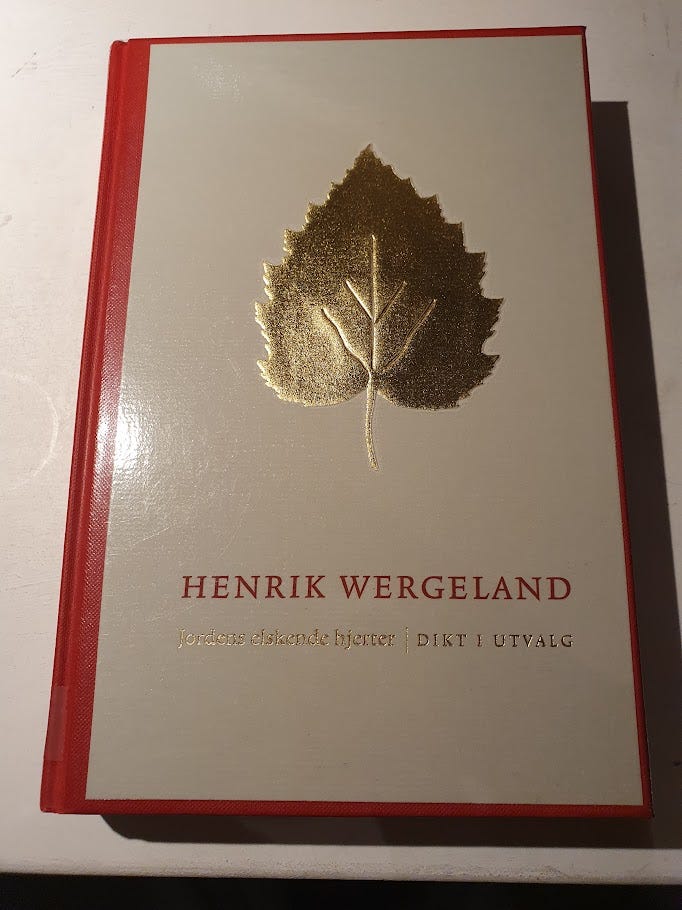 HENRIK WERGELAND
Jordens elskende hjerter | DIKT I UTVALG